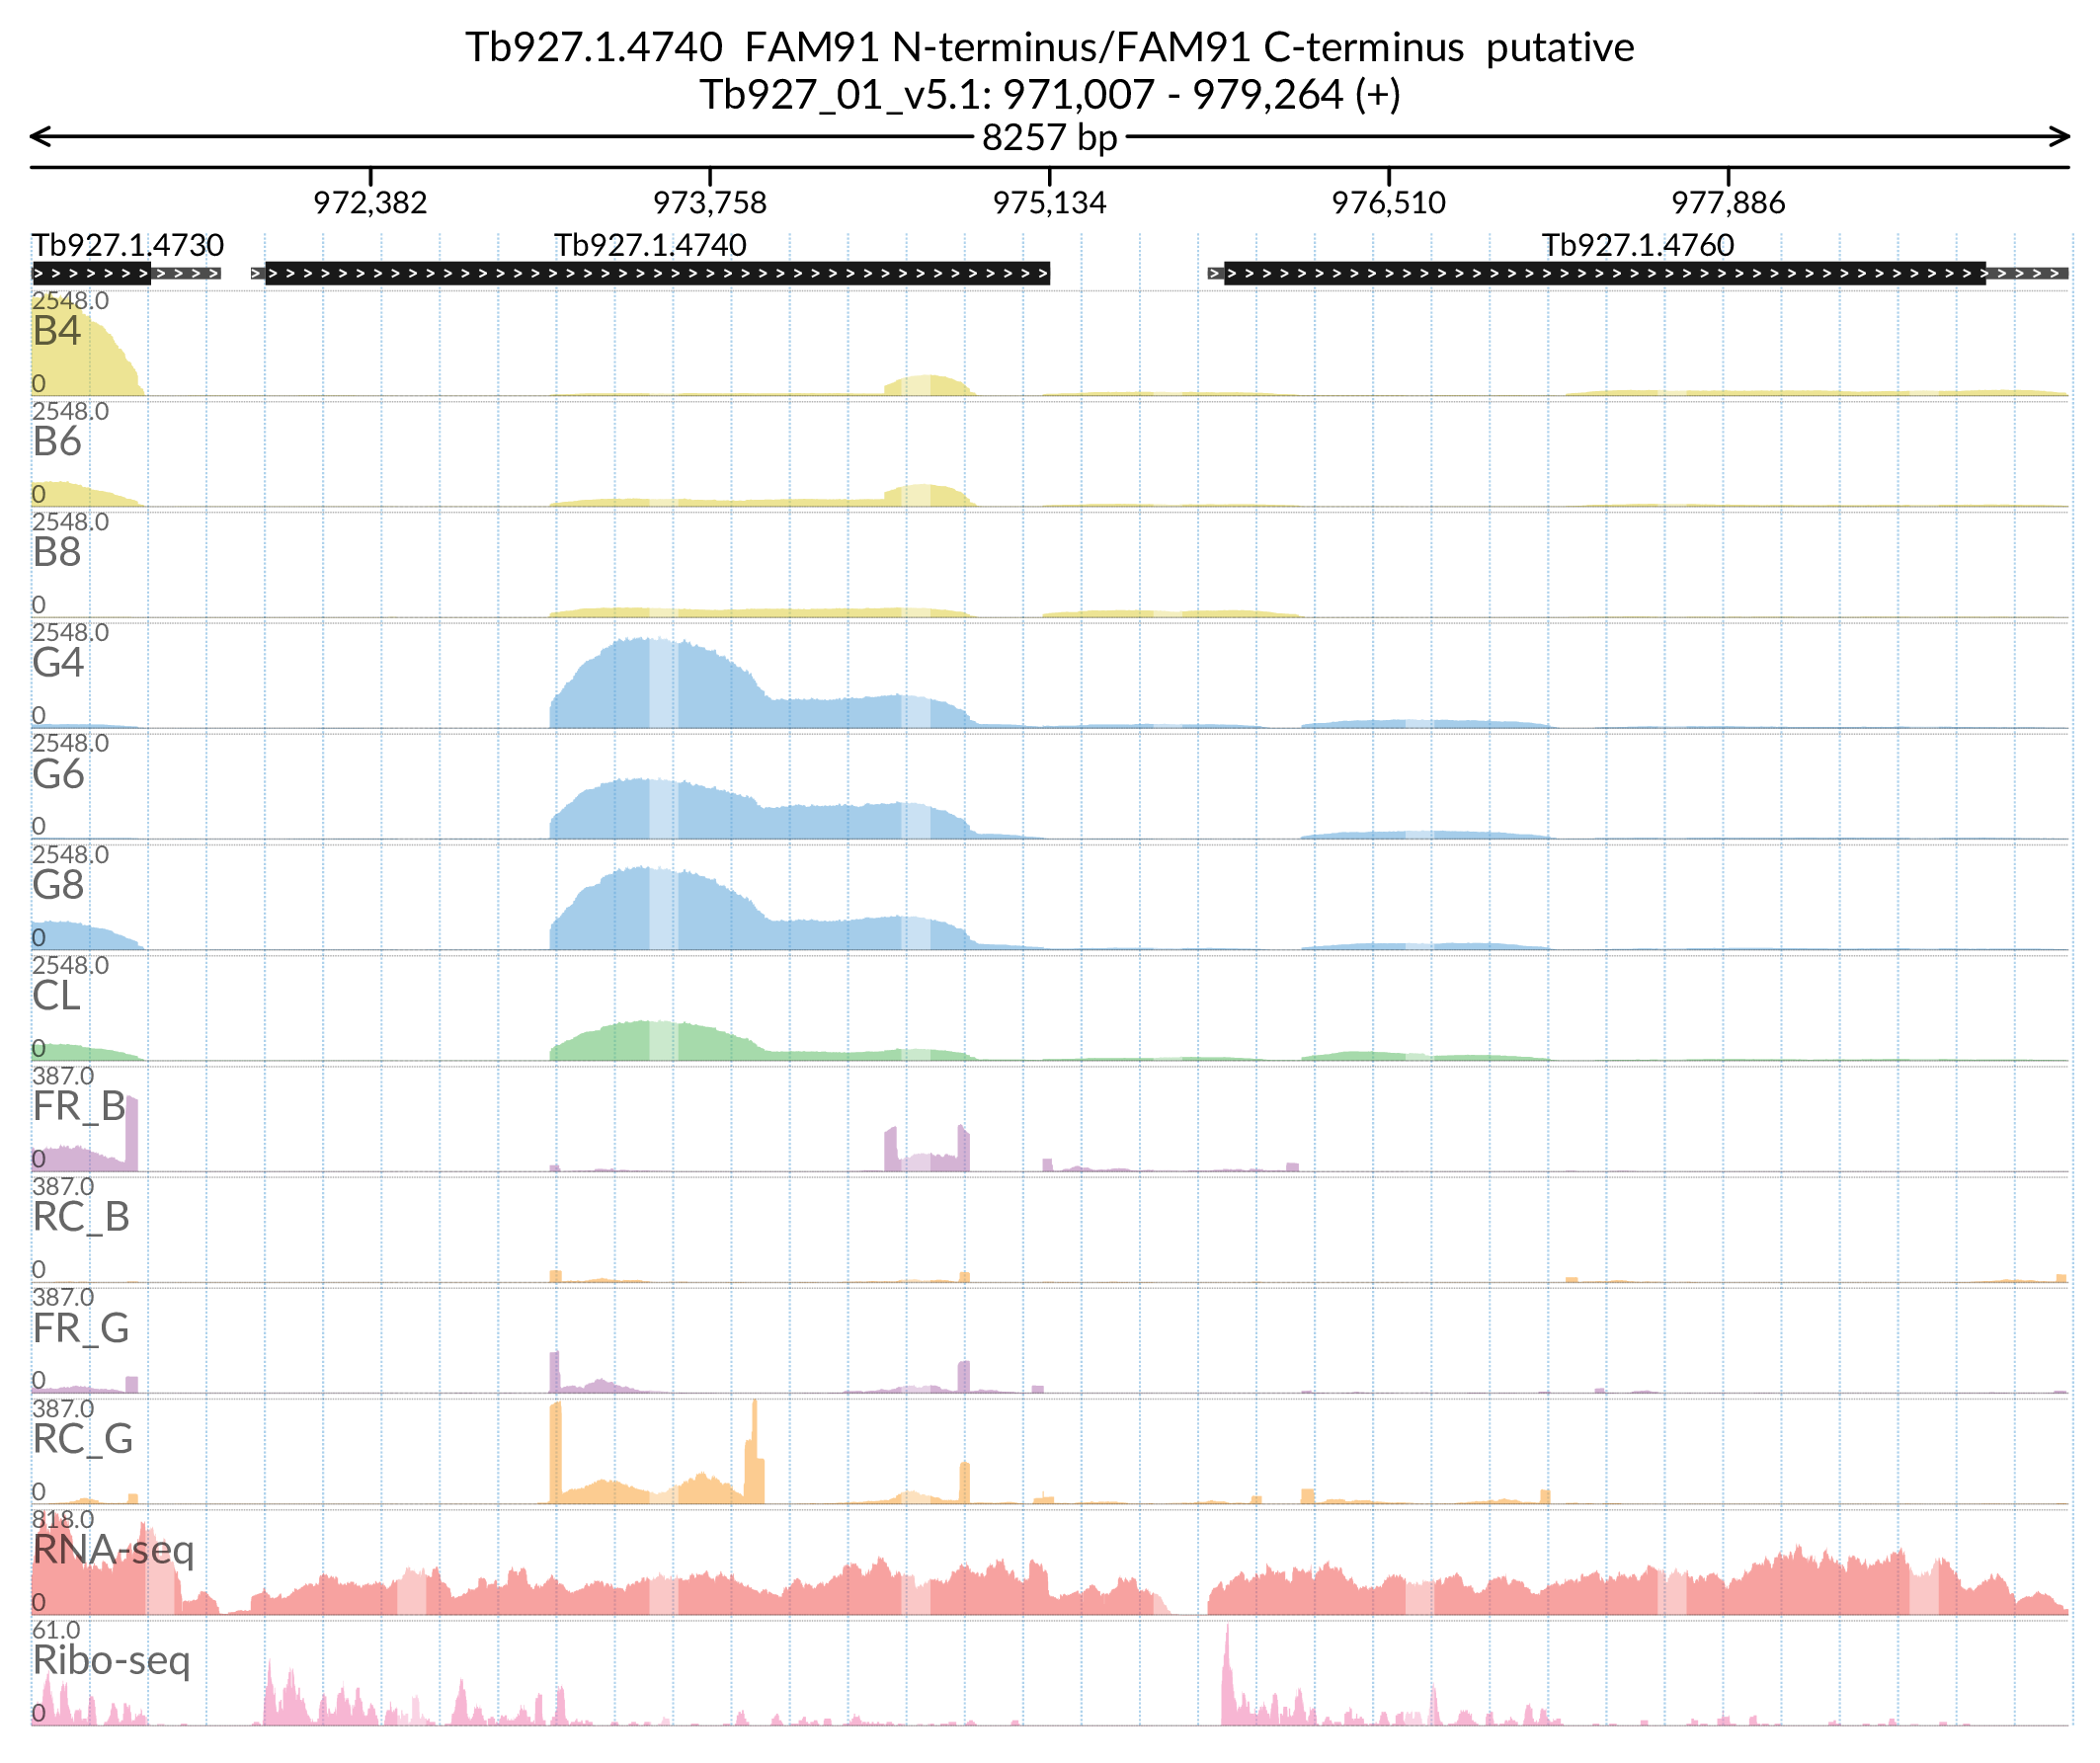 Tb927.1.4740 FAM91 N-terminus/FAM91 C-terminus putative
Tb927_01_v5.1: 971,007 - 979,264 (+)
8257 bp
972,382 973,758 975,134 976,510 977,886
Tb927.1.4730 Tb927.1.4740 Tb927.1.4760
2548.0
B4
0
2548.0
B6
0
2548.0
B8
0
2548.0
G4
0
2548.0
G6
0
2548.0
G8
0
2548.0
CL
0
387.0
FR_B
0
387.0
RC_B
0
387.0
FR_G
0
387.0
RC_G
0
818.0
RNA-seq
0
61.0
Ribo-seq
0